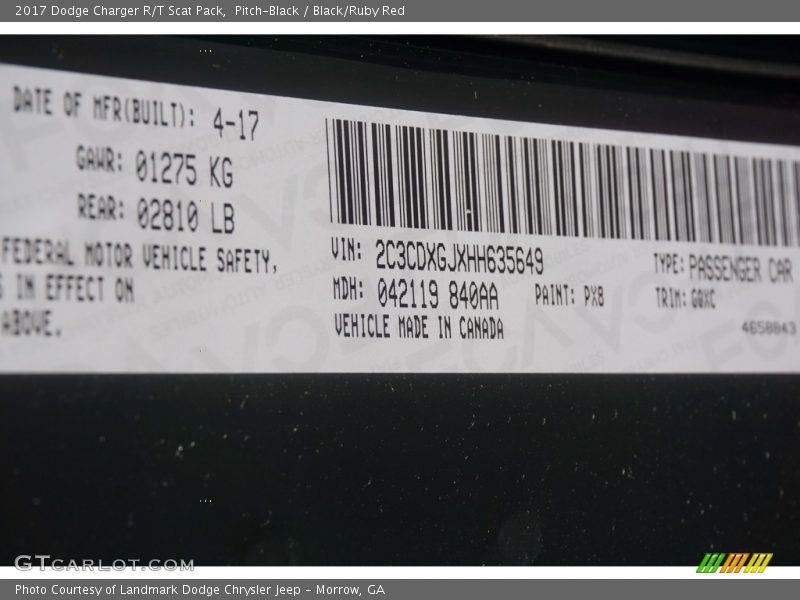 2017 Dodge Charger R/T Scat Pack,  Pitch-Black / Black/Ruby Red
DATE OF MFR(BUILT): 4-17
GAWR: 01275 KG
REAR: 02810 LB
FEDERAL MOTOR VEHICLE SAFETY,
S IN EFFECT ON
ABOVE.
VIN: 2C3CDXGJXHH635649
TYPE: PASSENGER CAR
MDH: 042119 840AA
PAINT: PX8
TRIM: GQXC
VEHICLE MADE IN CANADA
4658843
GTCARLOT.COM
Photo Courtesy of Landmark Dodge Chrysler Jeep – Morrow, GA